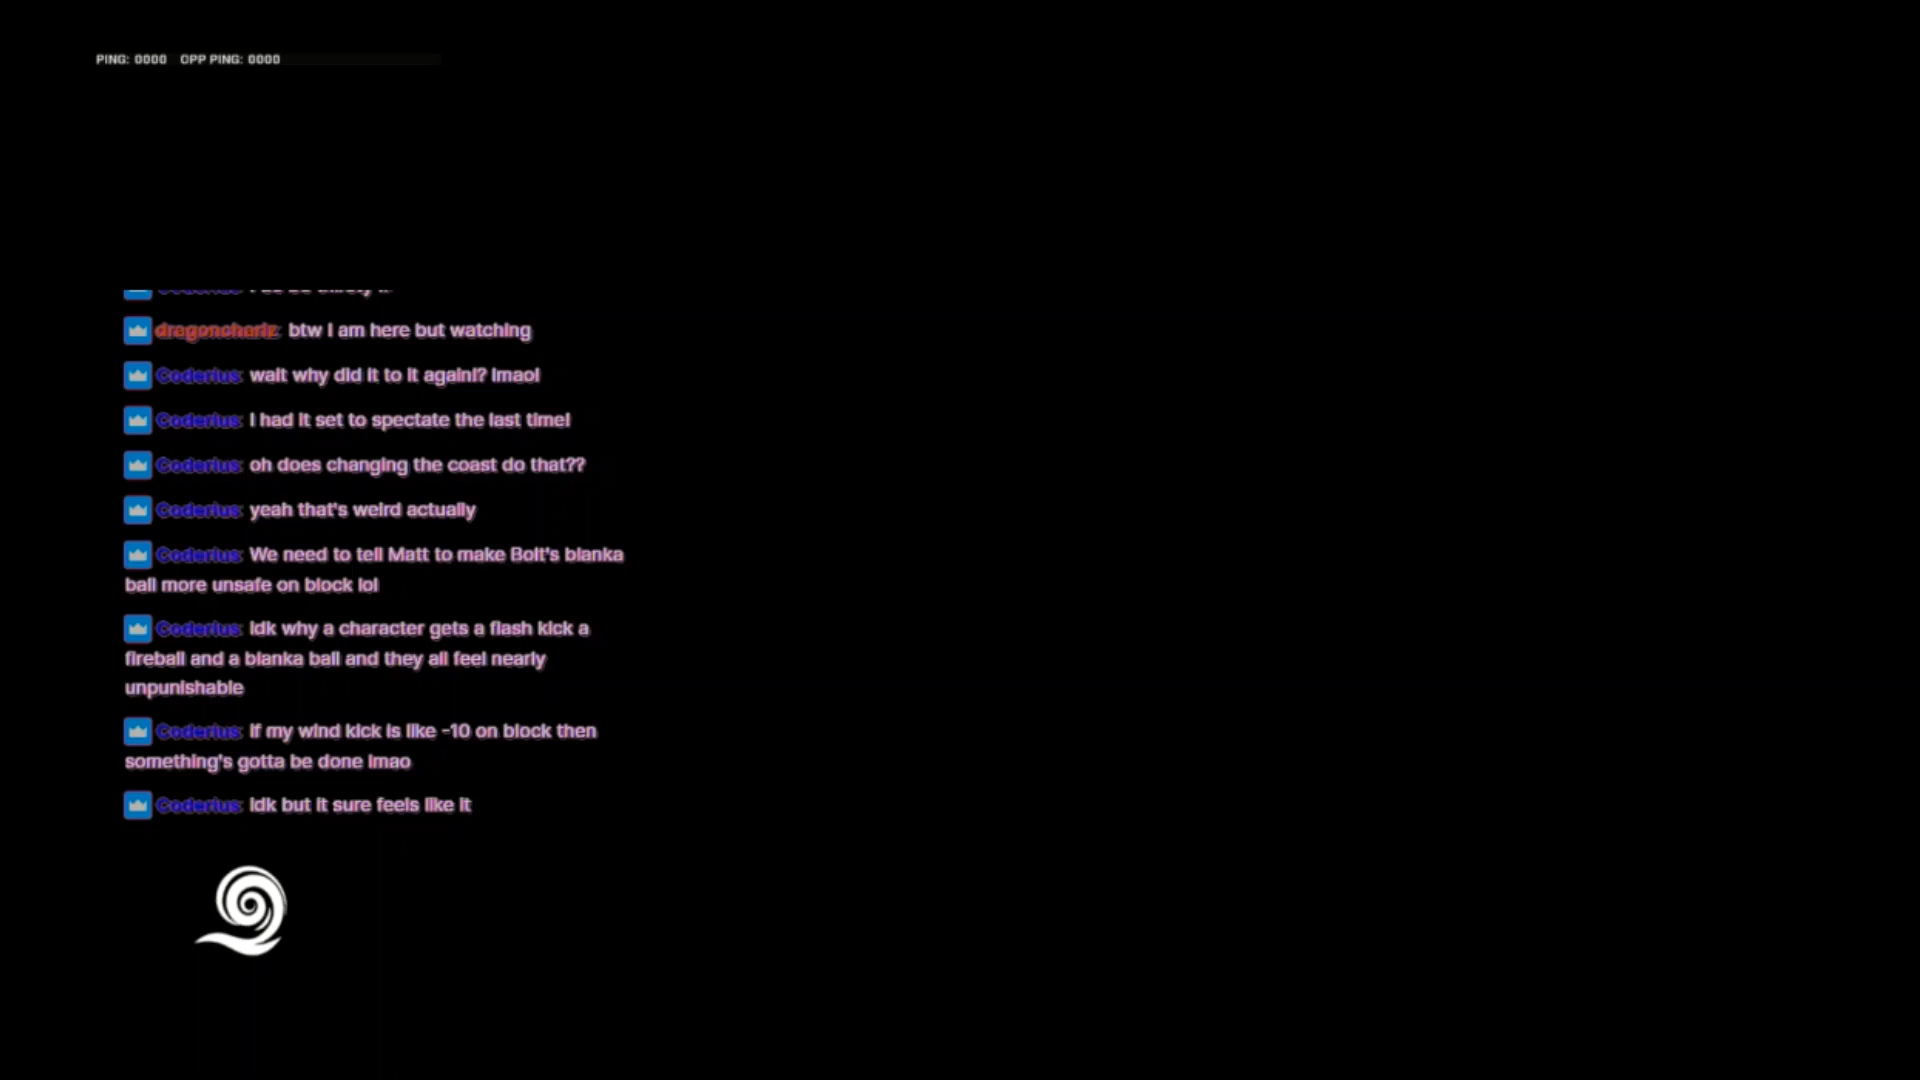 PING: 0000 OPP PING: 0000
btw I am here but watching
Coderius: wait why did it to it again!? lmao!
Coderius: I had it set to spectate the last time!
Coderius: oh does changing the coast do that??
Coderius: yeah that's weird actually
Coderius: We need to tell Matt to make Bolt's blanka
ball more unsafe on block lol
Coderius: Idk why a character gets a flash kick a
fireball and a blanka ball and they all feel nearly
unpunishable
Coderius: if my wind kick is like -10 on block then
something's gotta be done lmao
Coderius: Idk but it sure feels like it